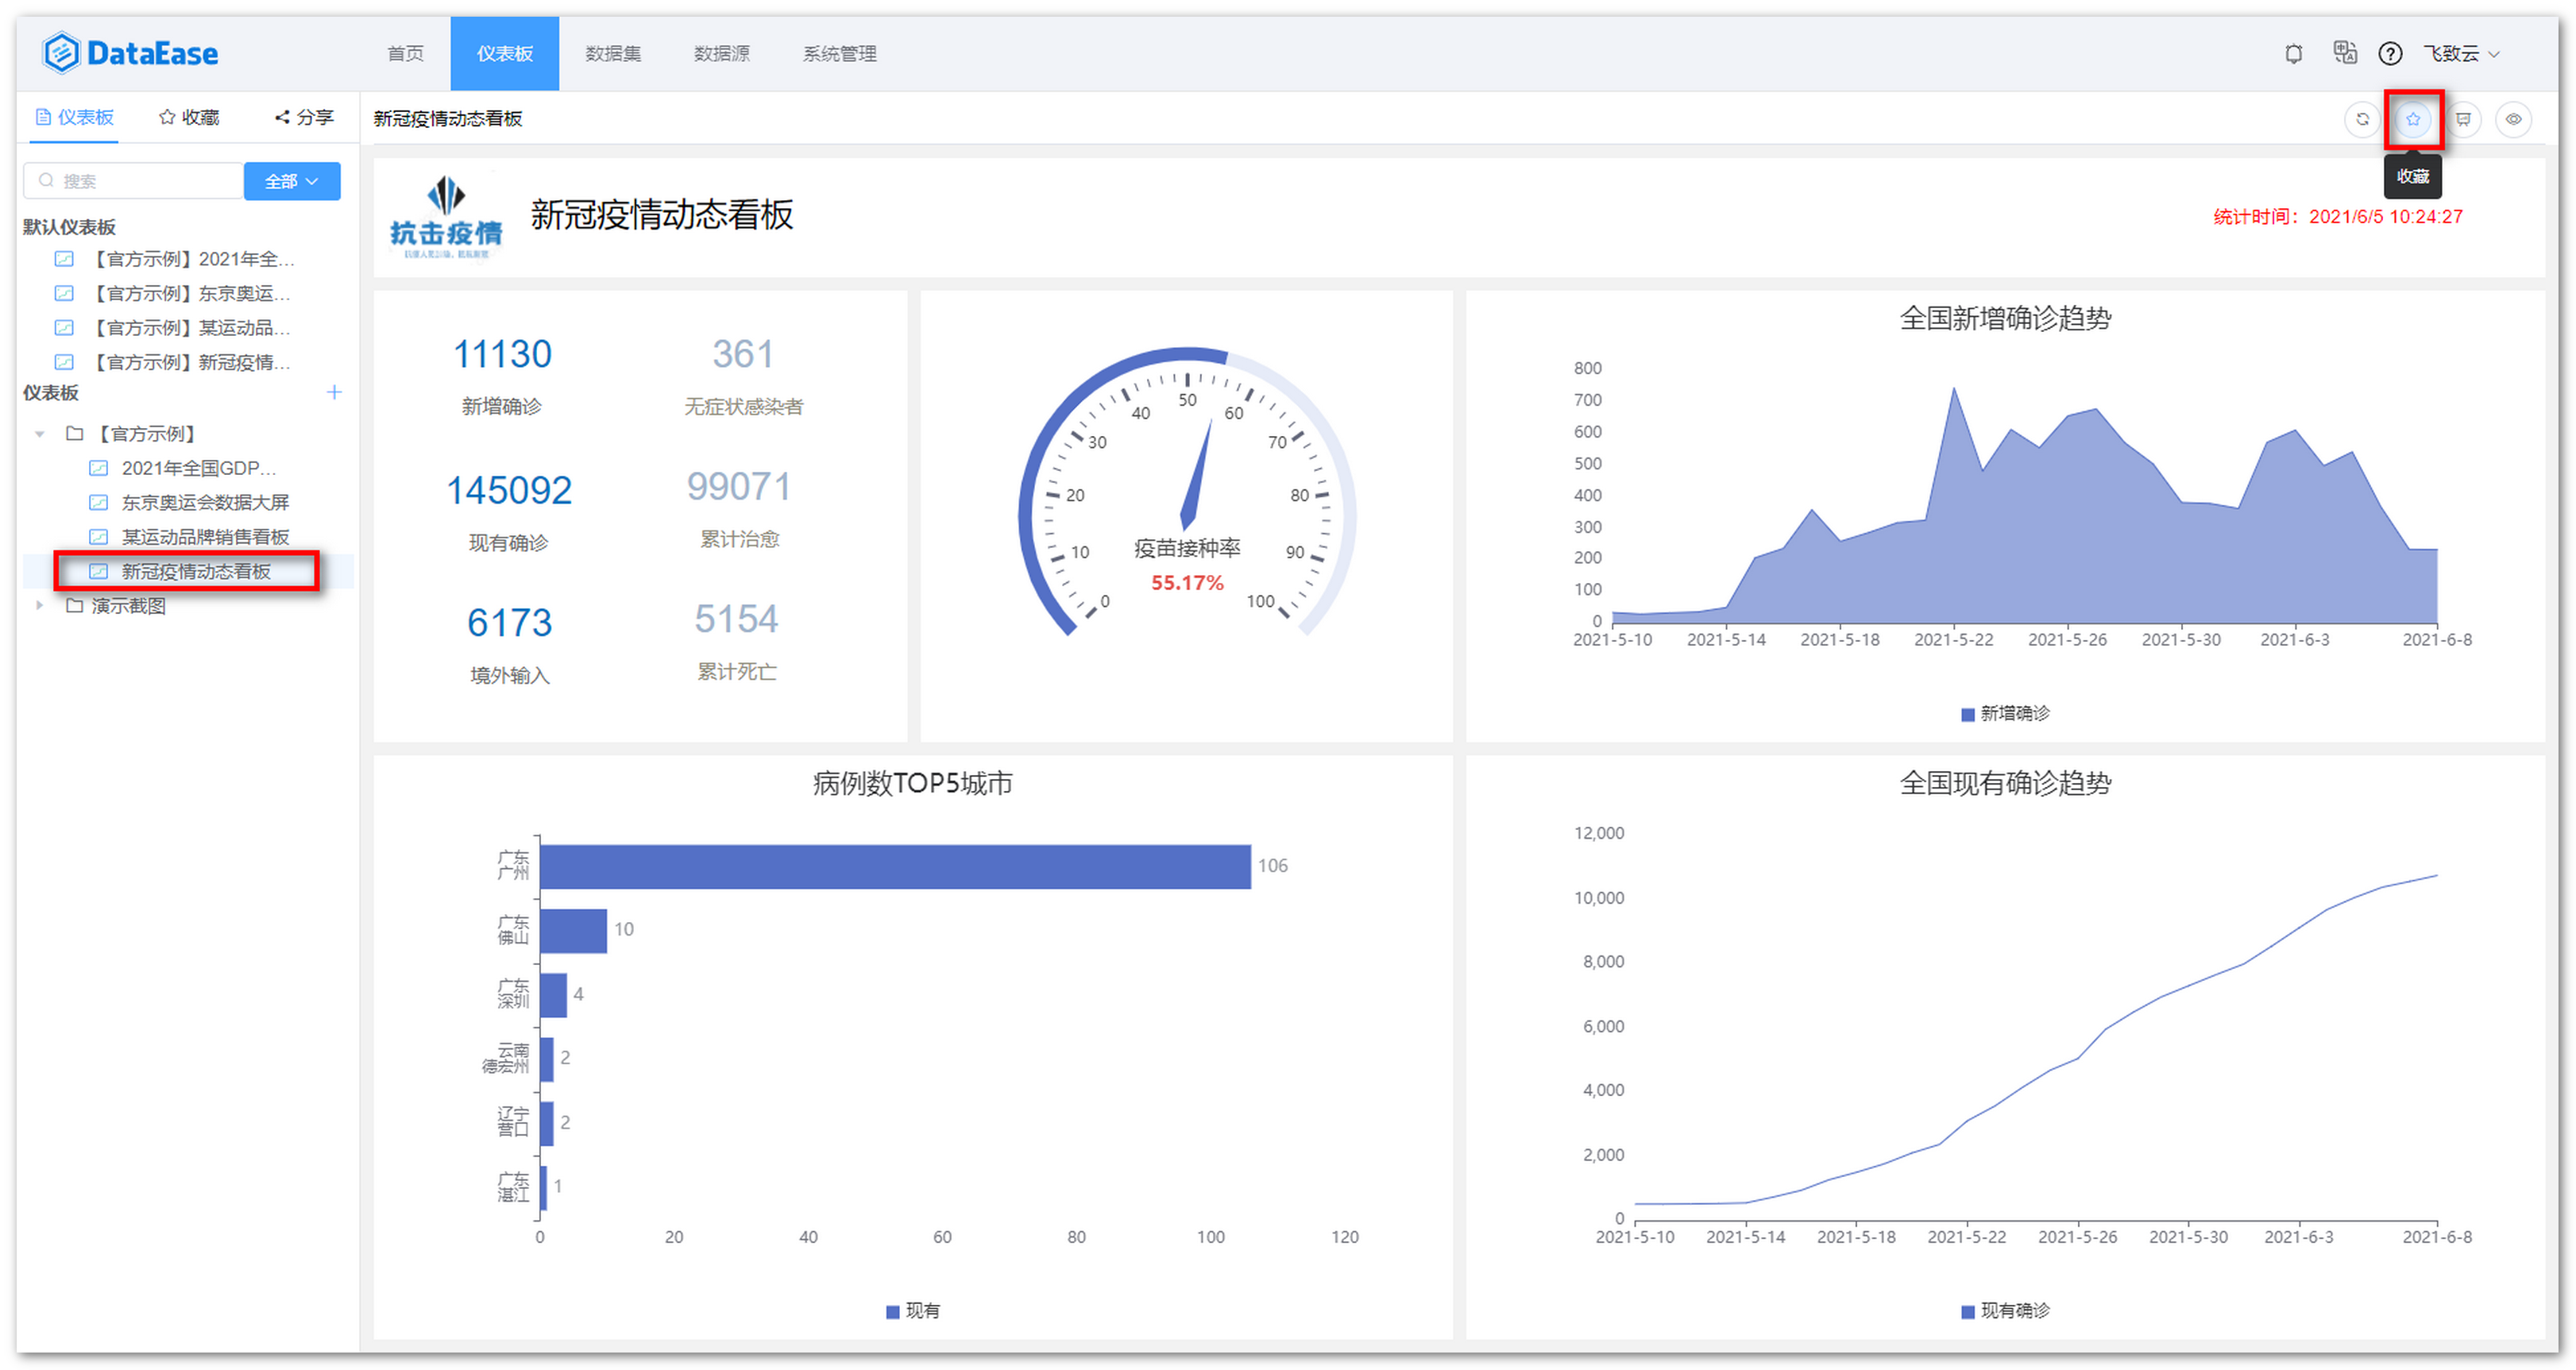 DataEase
首页
仪表板
数据集
数据源
系统管理
飞致云
仪表板
收藏
分享
搜索
全部
默认仪表板
【官方示例】2021年全...
【官方示例】东京奥运...
【官方示例】某运动品...
【官方示例】新冠疫情...
仪表板
【官方示例】
2021年全国GDP...
东京奥运会数据大屏
某运动品牌销售看板
新冠疫情动态看板
演示截图
新冠疫情动态看板
收藏
抗击疫情
新冠疫情动态看板
统计时间：2021/6/5 10:24:27
11130
新增确诊
361
无症状感染者
145092
现有确诊
99071
累计治愈
6173
境外输入
5154
累计死亡
0
10
20
30
40
50
60
70
80
90
100
疫苗接种率
55.17%
全国新增确诊趋势
800
700
600
500
400
300
200
100
0
2021-5-10
2021-5-14
2021-5-18
2021-5-22
2021-5-26
2021-5-30
2021-6-3
2021-6-8
新增确诊
病例数TOP5城市
广东
广州
106
广东
佛山
10
广东
深圳
4
云南
德宏州
2
辽宁
营口
2
广东
湛江
1
0
20
40
60
80
100
120
现有
全国现有确诊趋势
12,000
10,000
8,000
6,000
4,000
2,000
0
2021-5-10
2021-5-14
2021-5-18
2021-5-22
2021-5-26
2021-5-30
2021-6-3
2021-6-8
现有确诊